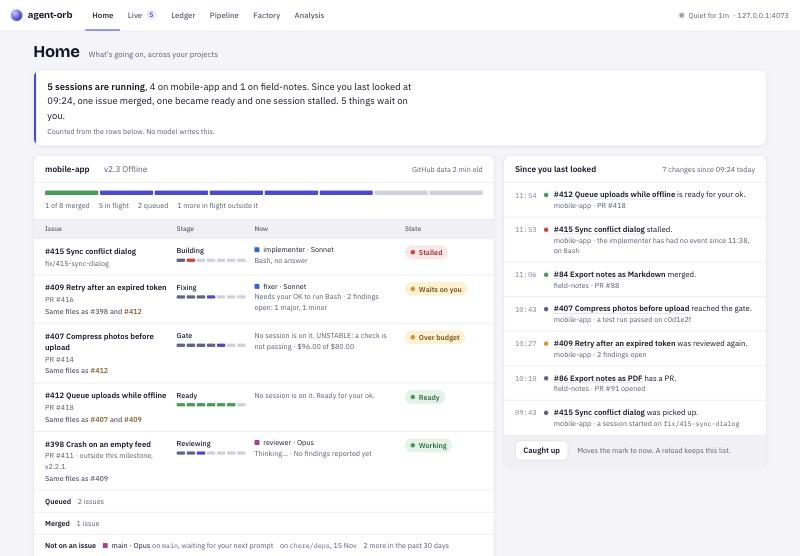 agent-orb
Home
Live 5
Ledger
Pipeline
Factory
Analysis
Quiet for 1m · 127.0.0.1:4073
Home What's going on, across your projects
5 sessions are running, 4 on mobile-app and 1 on field-notes. Since you last looked at
09:24, one issue merged, one became ready and one session stalled. 5 things wait on
you.
Counted from the rows below. No model writes this.
mobile-app v2.3 Offline GitHub data 2 min old
1 of 8 merged 5 in flight 2 queued 1 more in flight outside it
Issue Stage Now State
#415 Sync conflict dialog
fix/415-sync-dialog
Building
implementer · Sonnet
Bash, no answer
Stalled
#409 Retry after an expired token
PR #416
Same files as #398 and #412
Fixing
fixer · Sonnet
Needs your OK to run Bash · 2 findings
open: 1 major, 1 minor
Waits on you
#407 Compress photos before
upload
PR #414
Same files as #412
Gate
No session is on it. UNSTABLE: a check is
not passing · $96.00 of $80.00
Over budget
#412 Queue uploads while offline
PR #418
Same files as #407 and #409
Ready
No session is on it. Ready for your ok.
Ready
#398 Crash on an empty feed
PR #411 · outside this milestone,
v2.2.1
Same files as #409
Reviewing
reviewer · Opus
Thinking... · No findings reported yet
Working
Queued 2 issues
Merged 1 issue
Not on an issue main · Opus on main, waiting for your next prompt on chore/deps, 15 Nov 2 more in the past 30 days
Since you last looked 7 changes since 09:24 today
11:54 #412 Queue uploads while offline is ready for your ok.
mobile-app · PR #418
11:53 #415 Sync conflict dialog stalled.
mobile-app · the implementer has had no event since 11:38,
on Bash
11:06 #84 Export notes as Markdown merged.
field-notes · PR #88
10:43 #407 Compress photos before upload reached the gate.
mobile-app · a test run passed on c0d1e2f
10:27 #409 Retry after an expired token was reviewed again.
mobile-app · 2 findings open
10:10 #86 Export notes as PDF has a PR.
field-notes · PR #91 opened
09:43 #415 Sync conflict dialog was picked up.
mobile-app · a session started on fix/415-sync-dialog
Caught up Moves the mark to now. A reload keeps this list.